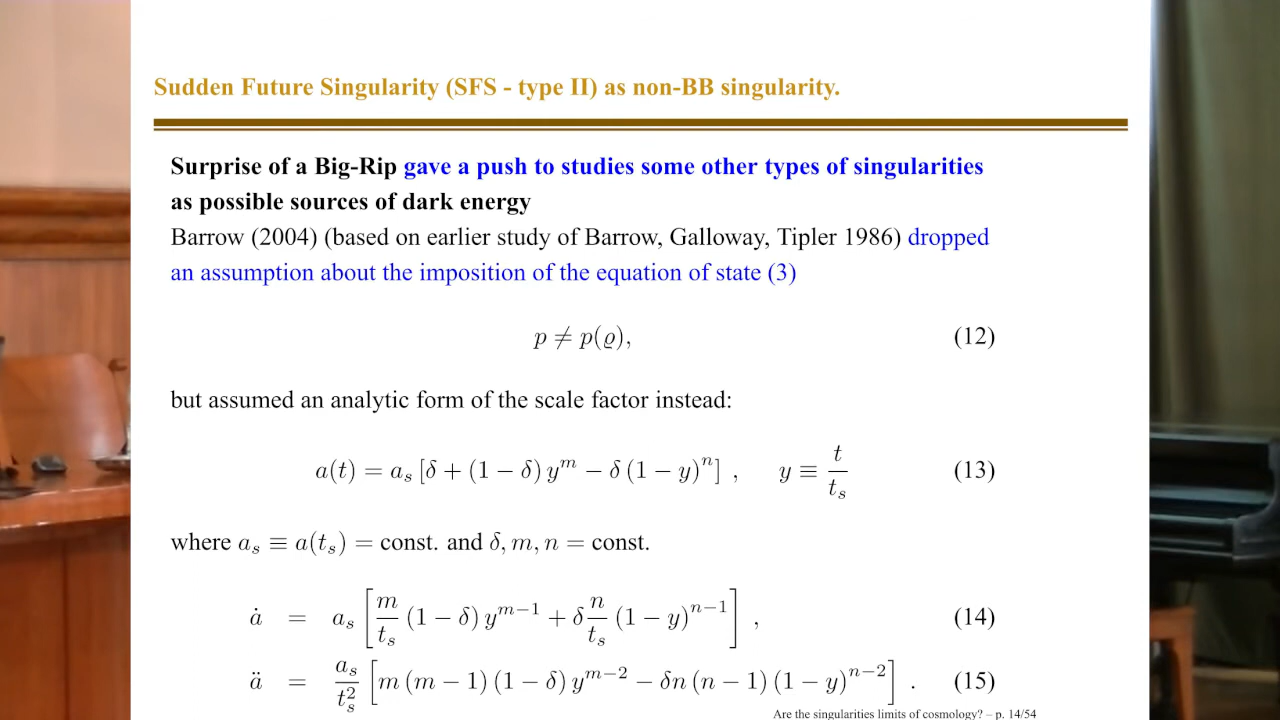 Sudden Future Singularity (SFS - type II) as non-BB singularity.
Surprise of a Big-Rip gave a push to studies some other types of singularities
as possible sources of dark energy
Barrow (2004) (based on earlier study of Barrow, Galloway, Tipler 1986) dropped
an assumption about the imposition of the equation of state (3)
p ≠ p(ϱ), (12)
but assumed an analytic form of the scale factor instead:
a(t) = a_s [δ + (1 − δ) y^m − δ (1 − y)^n] , y ≡ t/t_s (13)
where a_s ≡ a(t_s) = const. and δ, m, n = const.
ȧ = a_s [m/t_s (1 − δ) y^{m−1} + δ n/t_s (1 − y)^{n−1}] , (14)
ä = a_s/t_s^2 [m (m − 1) (1 − δ) y^{m−2} − δn (n − 1) (1 − y)^{n−2}] . (15)
Are the singularities limits of cosmology? – p. 14/54